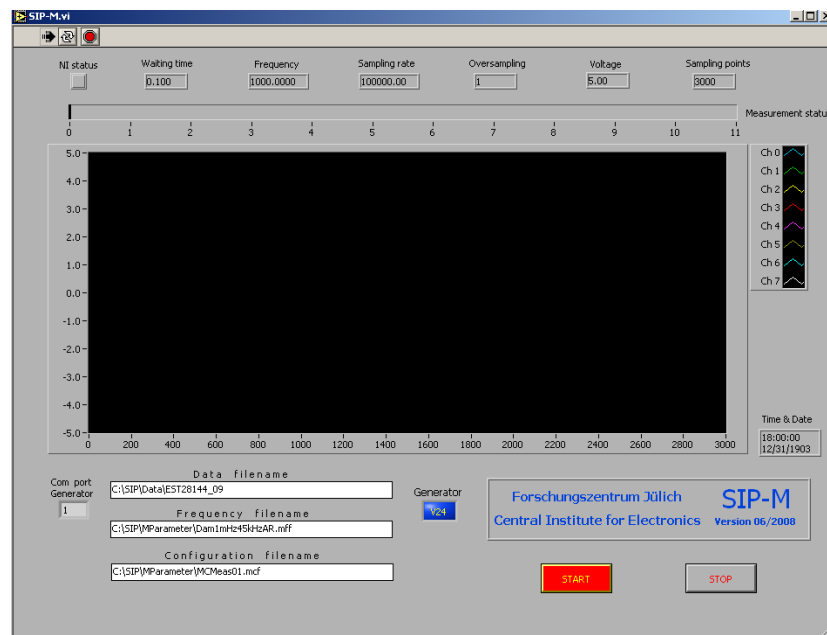 SIP-M.vi
NI status
Waiting time
Frequency
Sampling rate
Oversampling
Voltage
Sampling points
0.100
1000.0000
100000.00
1
5.00
3000
Measurement status
0 1 2 3 4 5 6 7 8 9 10 11
5.0
4.0
3.0
2.0
1.0
0.0
-1.0
-2.0
-3.0
-4.0
-5.0
0 200 400 600 800 1000 1200 1400 1600 1800 2000 2200 2400 2600 2800 3000
Ch 0
Ch 1
Ch 2
Ch 3
Ch 4
Ch 5
Ch 6
Ch 7
Time & Date
18:00:00
12/31/1903
Com port
Generator
1
Data filename
C:\SIP\Data\EST28144_09
Frequency filename
C:\SIP\MParameter\Dam1mHz45kHzAR.mff
Configuration filename
C:\SIP\MParameter\MCMeas01.mcf
Generator
V24
Forschungszentrum Jülich
Central Institute for Electronics
SIP-M
Version 06/2008
START
STOP